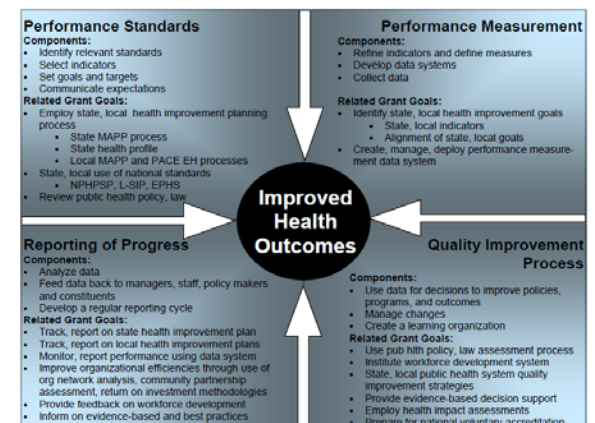 Performance Standards
Components:
• Identify relevant standards
• Select indicators
• Set goals and targets
• Communicate expectations
Related Grant Goals:
• Employ state, local health improvement planning
process
• State MAPP process
• State health profile
• Local MAPP and PACE EH processes
• State, local use of national standards
• NPHPSP, L-SIP, EPHS
• Review public health policy, law
Performance Measurement
Components:
• Refine indicators and define measures
• Develop data systems
• Collect data
Related Grant Goals:
• Identify state, local health improvement goals
• State, local indicators
• Alignment of state, local goals
• Create, manage, deploy performance measure-
ment data system
Improved
Health
Outcomes
Reporting of Progress
Components:
• Analyze data
• Feed data back to managers, staff, policy makers
and constituents
• Develop a regular reporting cycle
Related Grant Goals:
• Track, report on state health improvement plan
• Track, report on local health improvement plans
• Monitor, report performance using data system
• Improve organizational efficiencies through use of
org network analysis, community partnership
assessment, return on investment methodologies
• Provide feedback on workforce development
• Inform on evidence-based and best practices
Quality Improvement
Process
Components:
• Use data for decisions to improve policies,
programs, and outcomes
• Manage changes
• Create a learning organization
Related Grant Goals:
• Use pub hlth policy, law assessment process
• Institute workforce development system
• State, local public health system quality
improvement strategies
• Provide evidence-based decision support
• Employ health impact assessments
• Prepare for national voluntary accreditation